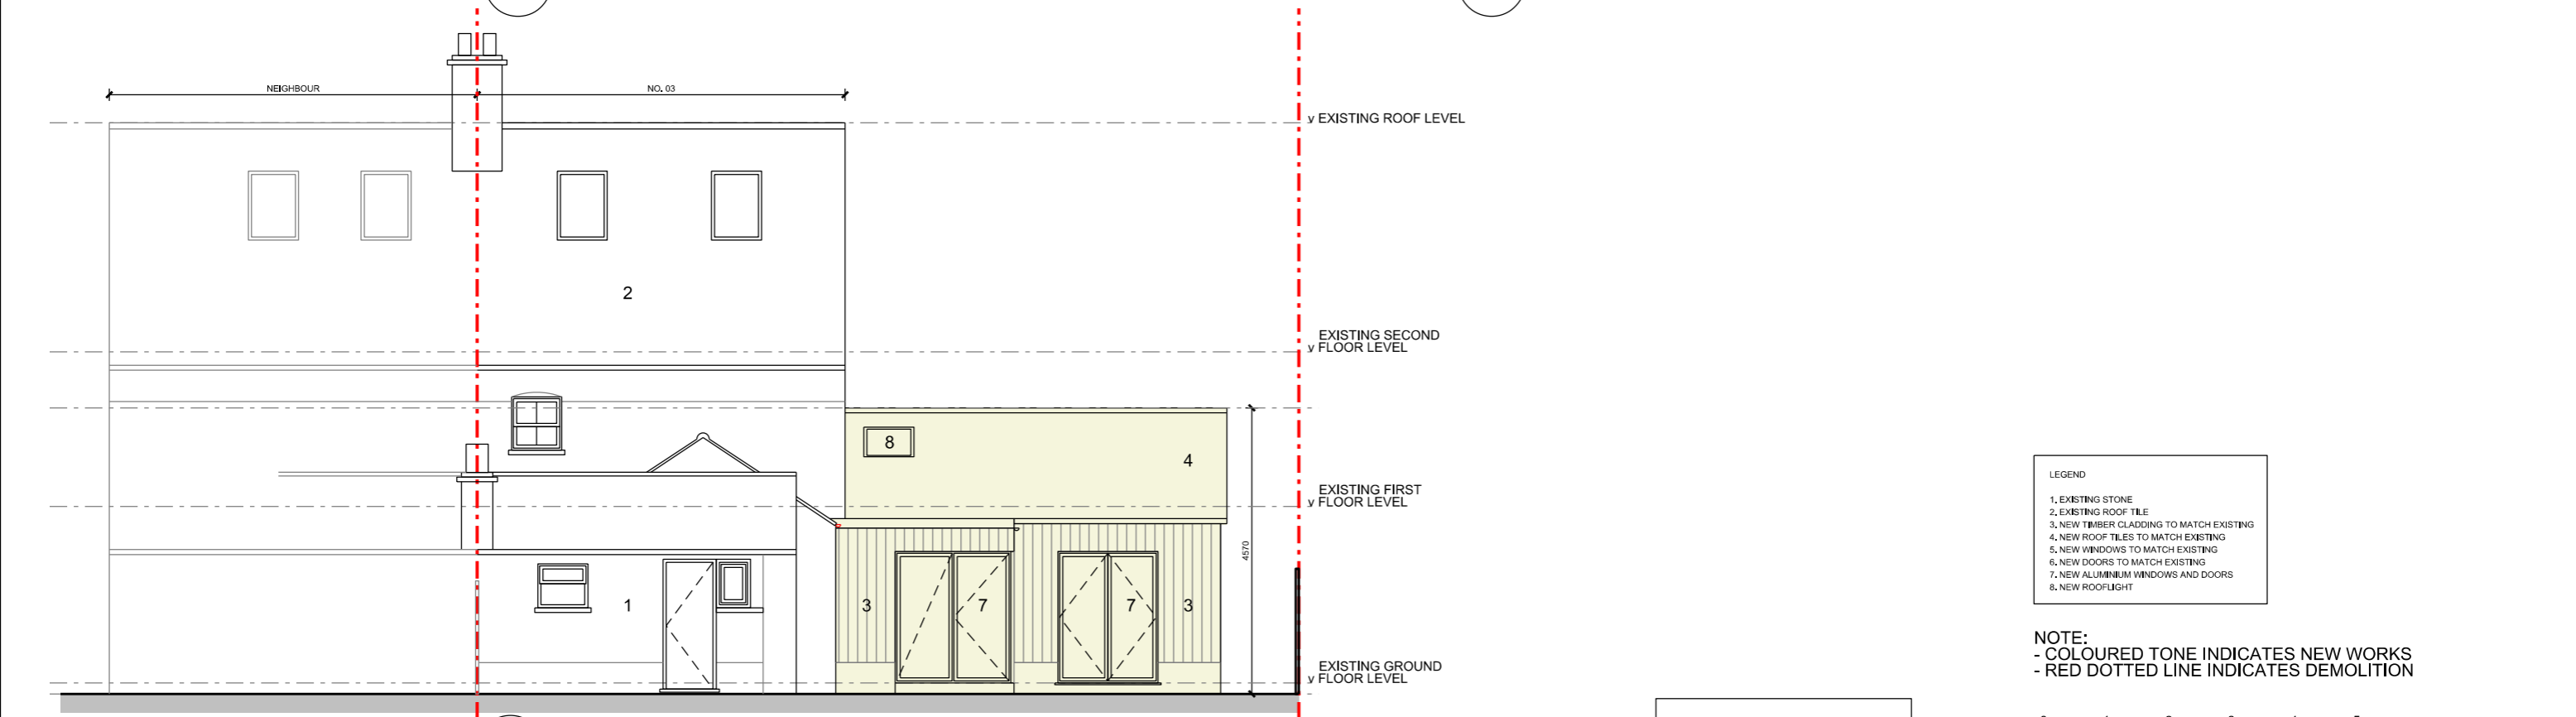 NEIGHBOUR
NO. 03
v EXISTING ROOF LEVEL
2
EXISTING SECOND
v FLOOR LEVEL
8
4
EXISTING FIRST
v FLOOR LEVEL
4570
1
3
7
7
3
EXISTING GROUND
v FLOOR LEVEL
LEGEND
1. EXISTING STONE
2. EXISTING ROOF TILE
3. NEW TIMBER CLADDING TO MATCH EXISTING
4. NEW ROOF TILES TO MATCH EXISTING
5. NEW WINDOWS TO MATCH EXISTING
6. NEW DOORS TO MATCH EXISTING
7. NEW ALUMINIUM WINDOWS AND DOORS
8. NEW ROOFLIGHT
NOTE:
- COLOURED TONE INDICATES NEW WORKS
- RED DOTTED LINE INDICATES DEMOLITION